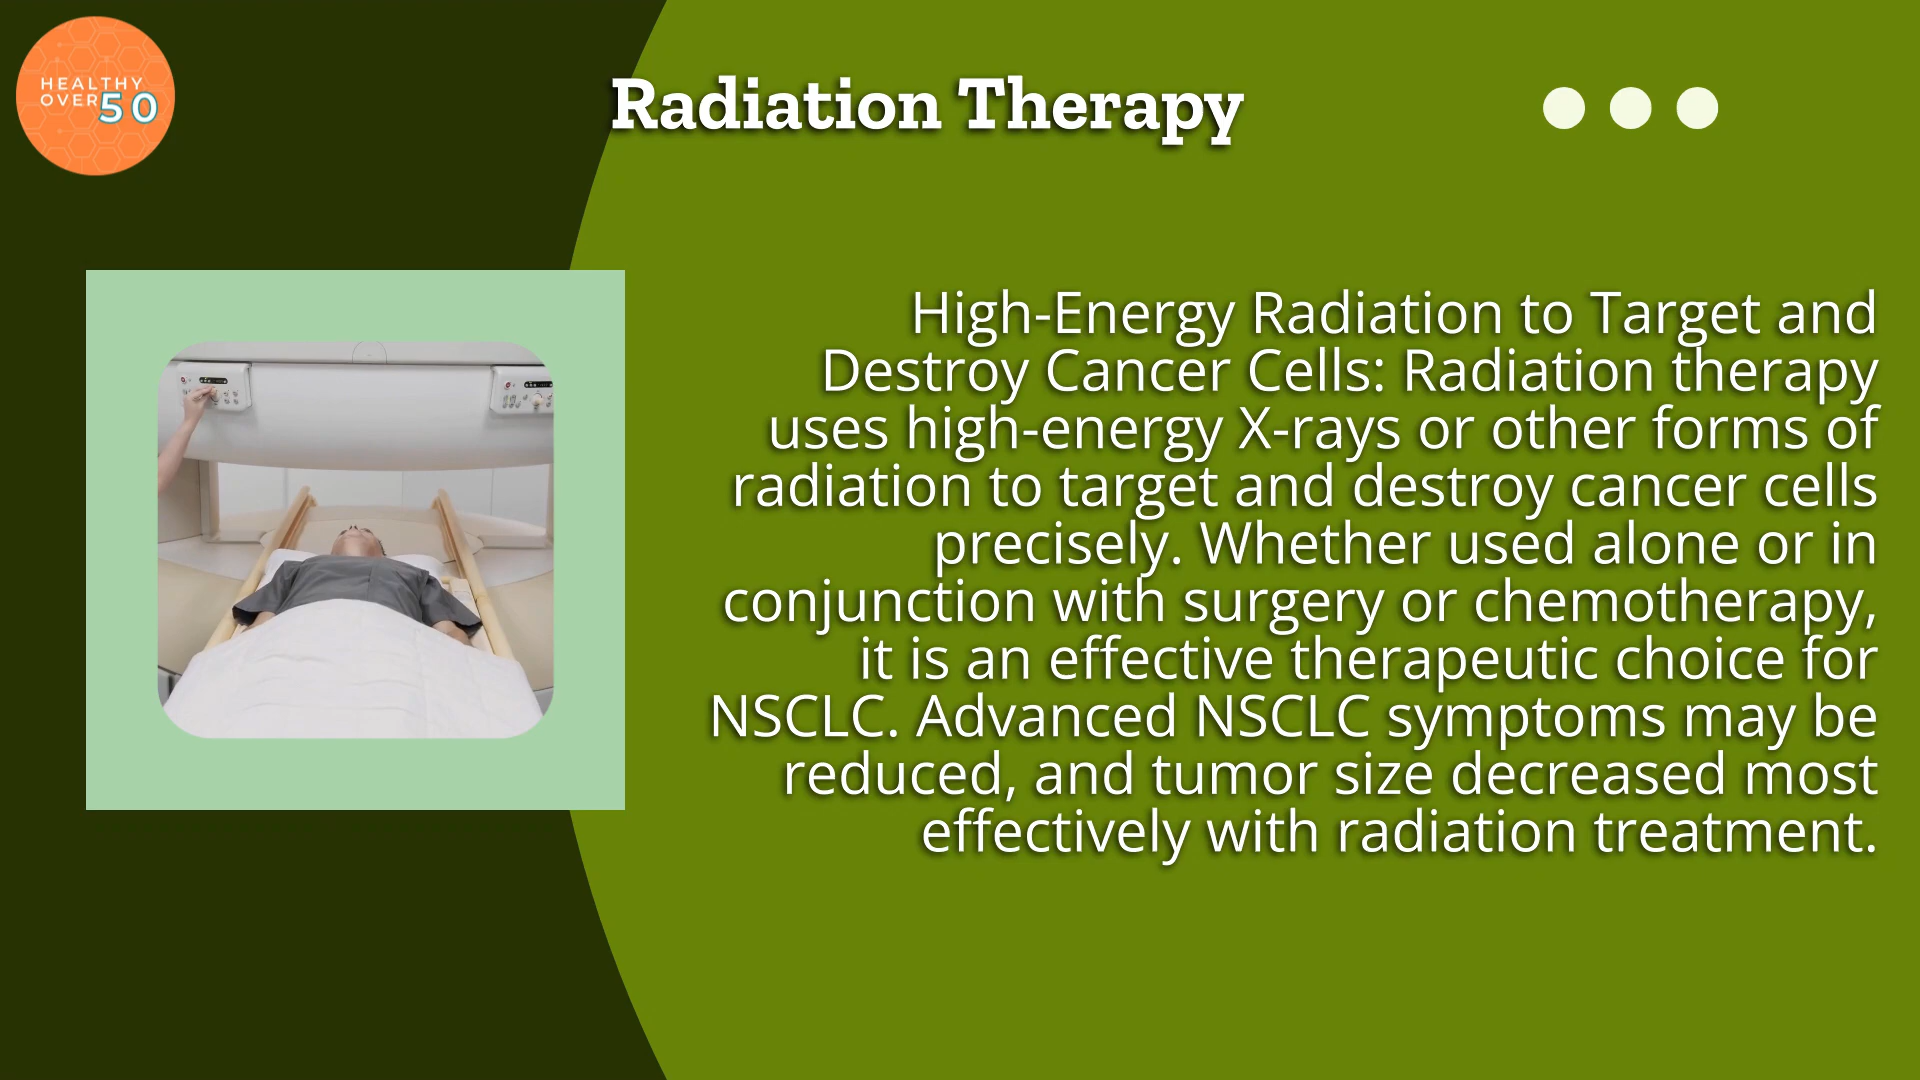 HEALTHY
OVER 50
Radiation Therapy
High-Energy Radiation to Target and
Destroy Cancer Cells: Radiation therapy
uses high-energy X-rays or other forms of
radiation to target and destroy cancer cells
precisely. Whether used alone or in
conjunction with surgery or chemotherapy,
it is an effective therapeutic choice for
NSCLC. Advanced NSCLC symptoms may be
reduced, and tumor size decreased most
effectively with radiation treatment.